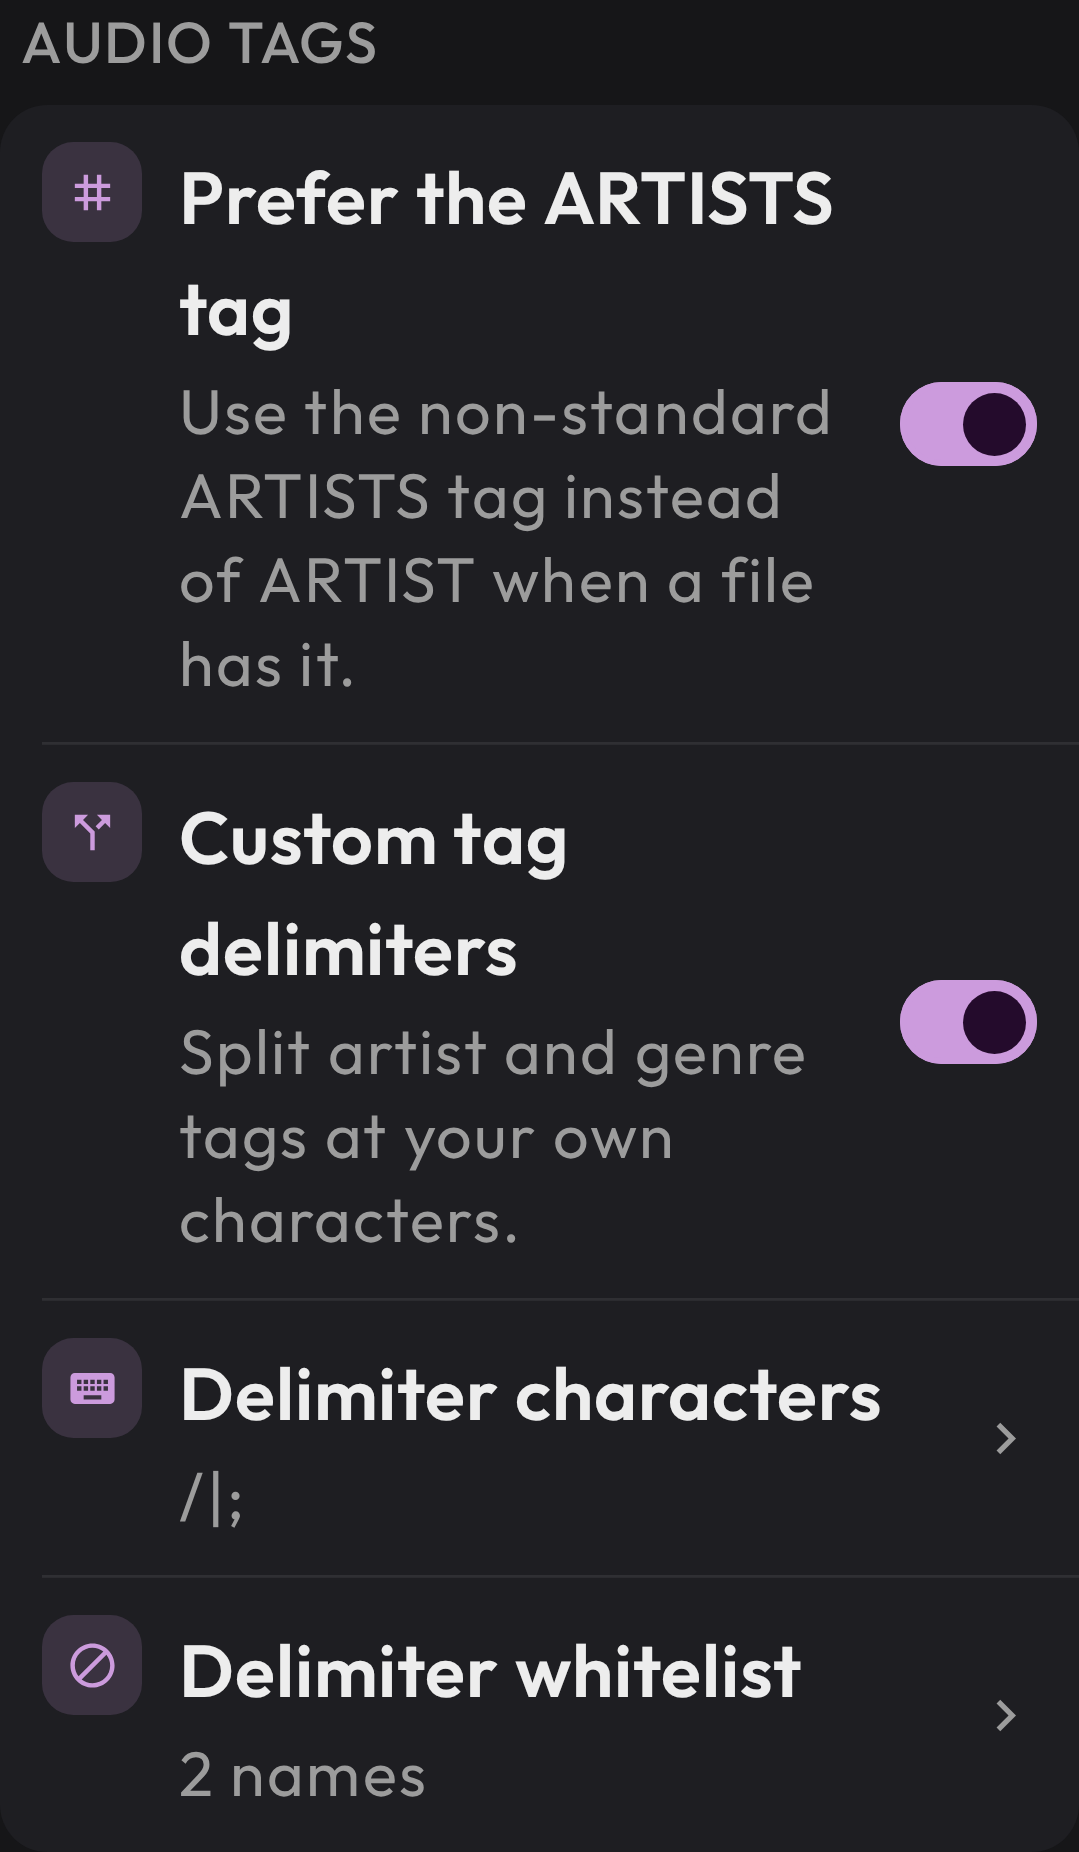 AUDIO TAGS
Prefer the ARTISTS
tag
Use the non-standard
ARTISTS tag instead
of ARTIST when a file
has it.
Custom tag
delimiters
Split artist and genre
tags at your own
characters.
Delimiter characters
/|;
Delimiter whitelist
2 names